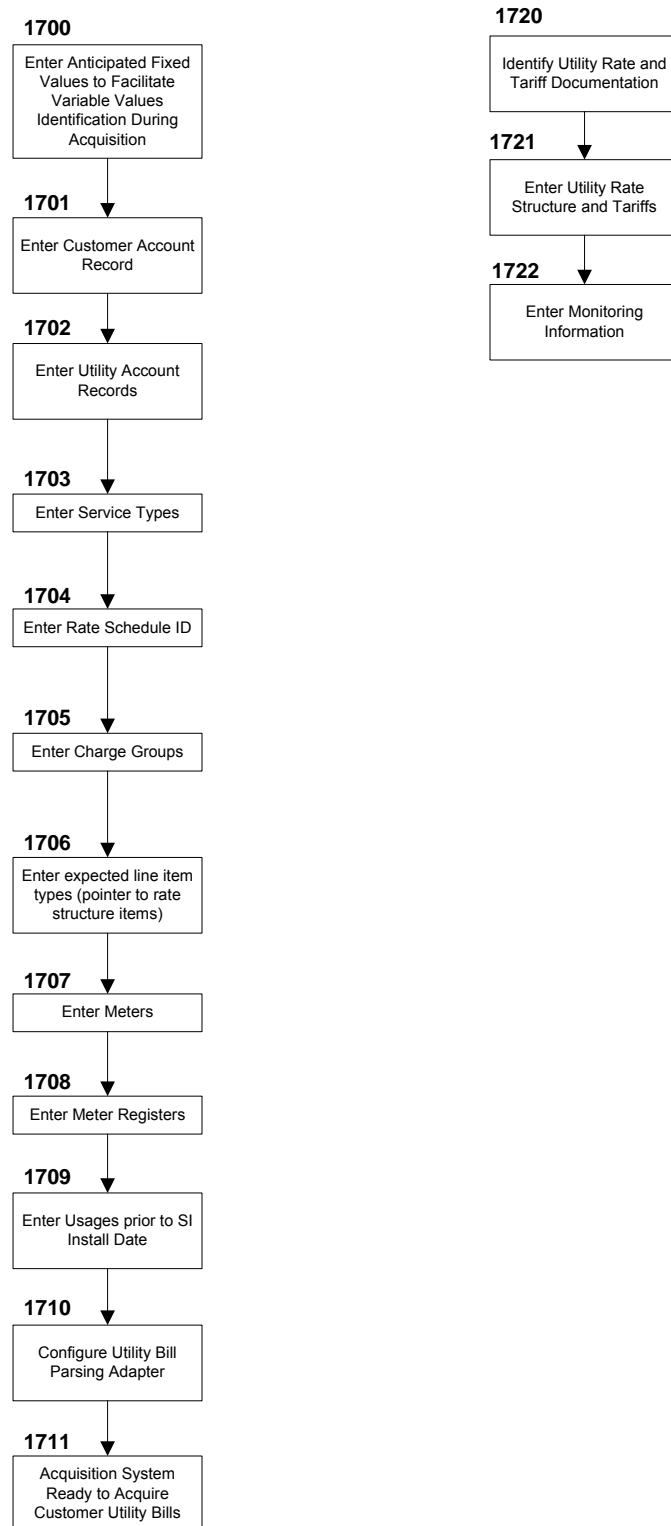 1700
Enter Anticipated Fixed
Values to Facilitate
Variable Values
Identification During
Acquisition
1701
Enter Customer Account
Record
1702
Enter Utility Account
Records
1703
Enter Service Types
1704
Enter Rate Schedule ID
1705
Enter Charge Groups
1706
Enter expected line item
types (pointer to rate
structure items)
1707
Enter Meters
1708
Enter Meter Registers
1709
Enter Usages prior to SI
Install Date
1710
Configure Utility Bill
Parsing Adapter
1711
Acquisition System
Ready to Acquire
Customer Utility Bills
1720
Identify Utility Rate and
Tariff Documentation
1721
Enter Utility Rate
Structure and Tariffs
1722
Enter Monitoring
Information